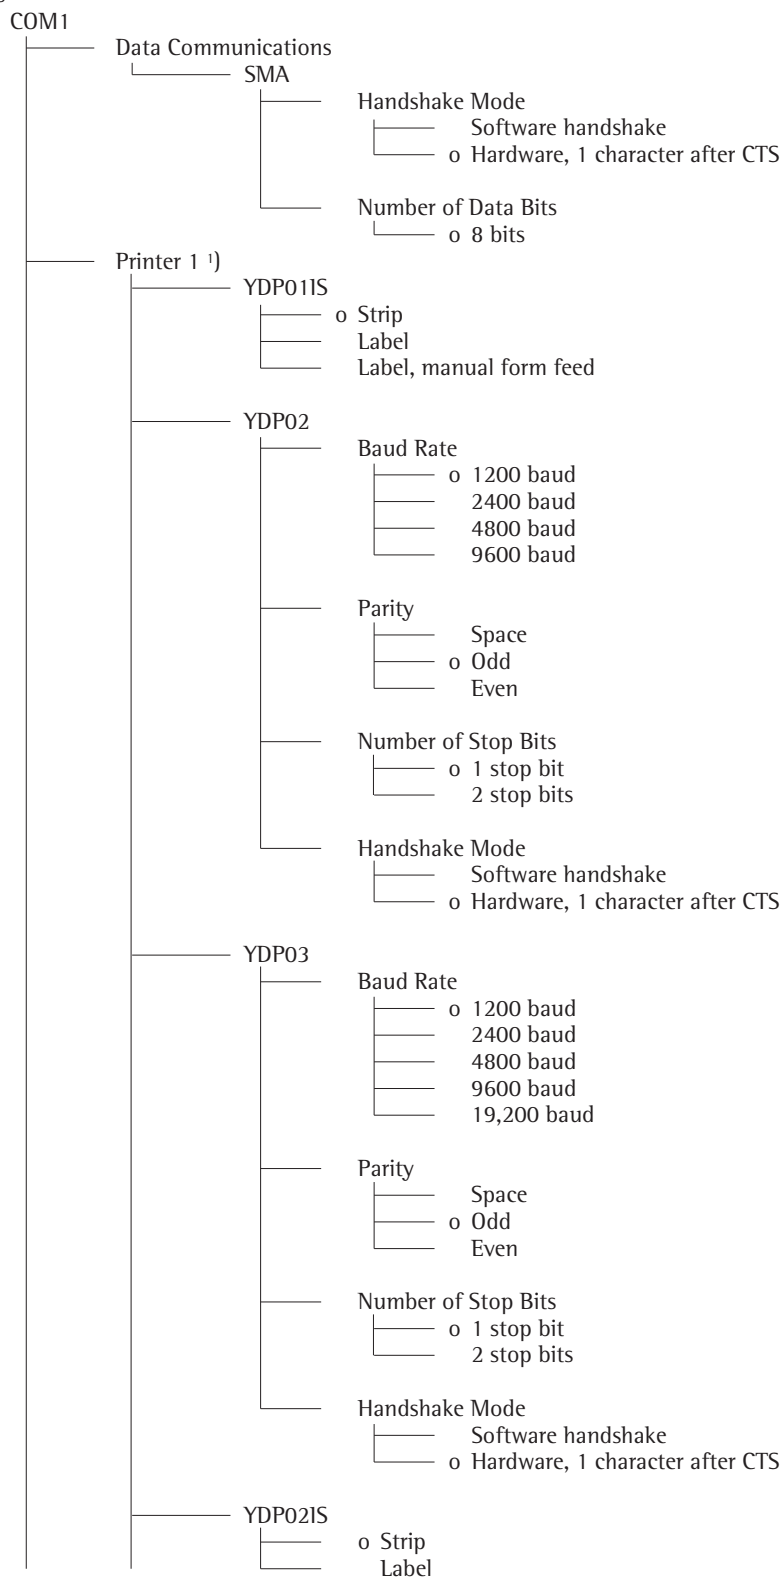 COM1
Data Communications
SMA
Handshake Mode
Software handshake
o Hardware, 1 character after CTS
Number of Data Bits
o 8 bits
Printer 1 ¹)
YDP01IS
o Strip
Label
Label, manual form feed
YDP02
Baud Rate
o 1200 baud
2400 baud
4800 baud
9600 baud
Parity
Space
o Odd
Even
Number of Stop Bits
o 1 stop bit
2 stop bits
Handshake Mode
Software handshake
o Hardware, 1 character after CTS
YDP03
Baud Rate
o 1200 baud
2400 baud
4800 baud
9600 baud
19,200 baud
Parity
Space
o Odd
Even
Number of Stop Bits
o 1 stop bit
2 stop bits
Handshake Mode
Software handshake
o Hardware, 1 character after CTS
YDP02IS
o Strip
Label